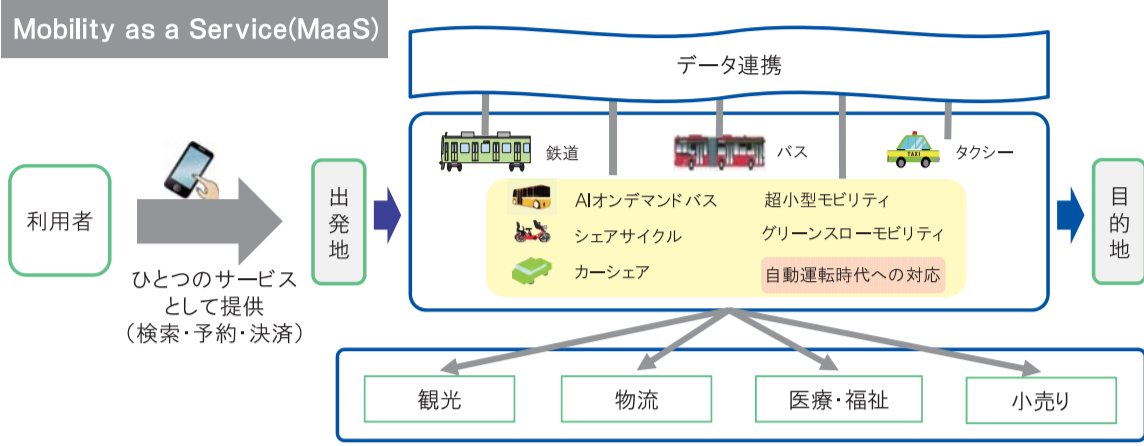 Mobility as a Service(MaaS)
データ連携
鉄道
バス
TAXI
タクシー
AIオンデマンドバス
超小型モビリティ
シェアサイクル
グリーンスローモビリティ
カーシェア
自動運転時代への対応
利用者
ひとつのサービス
として提供
（検索・予約・決済）
出発地
目的地
観光
物流
医療・福祉
小売り